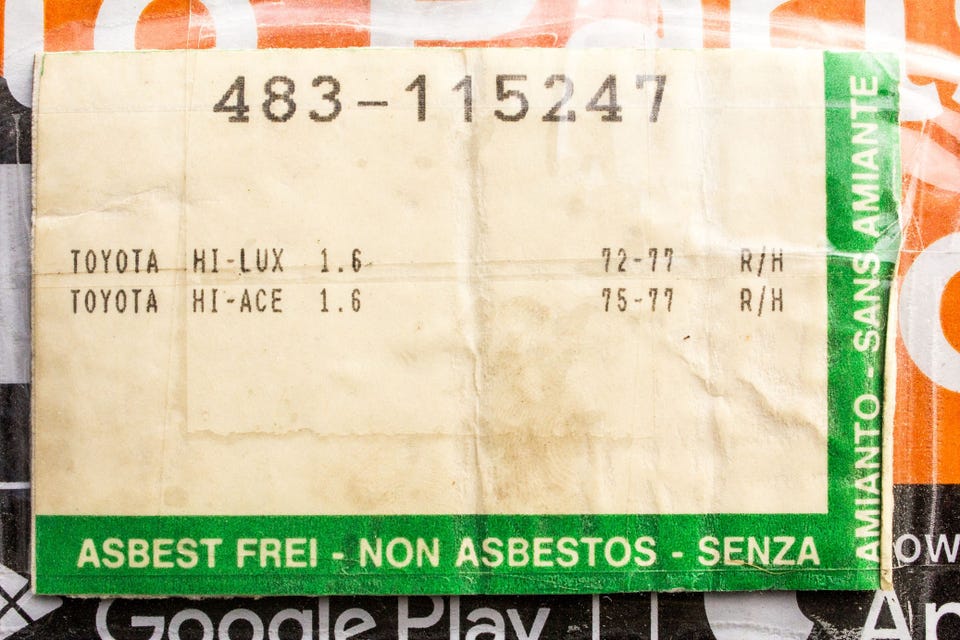 483-115247
TOYOTA HI-LUX 1.6 72-77 R/H
TOYOTA HI-ACE 1.6 75-77 R/H
ASBEST FREI - NON ASBESTOS - SENZA
AMIANTO - SANS AMIANTE
Google Play